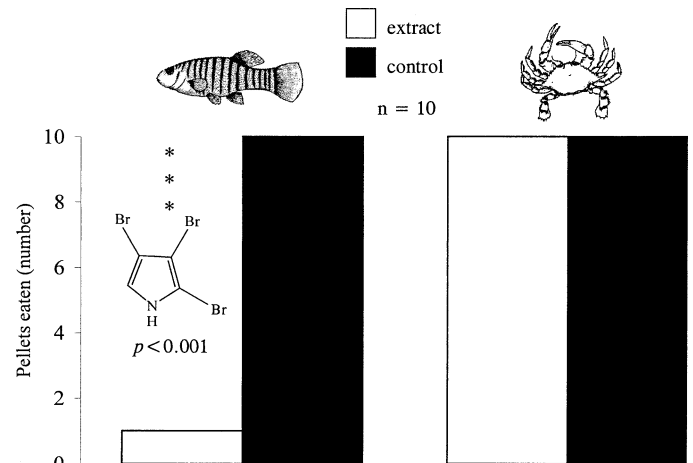 extract
control
n = 10
Pellets eaten (number)
10
8
6
4
2
0
*
*
*
Br
Br
Br
N
H
p<0.001